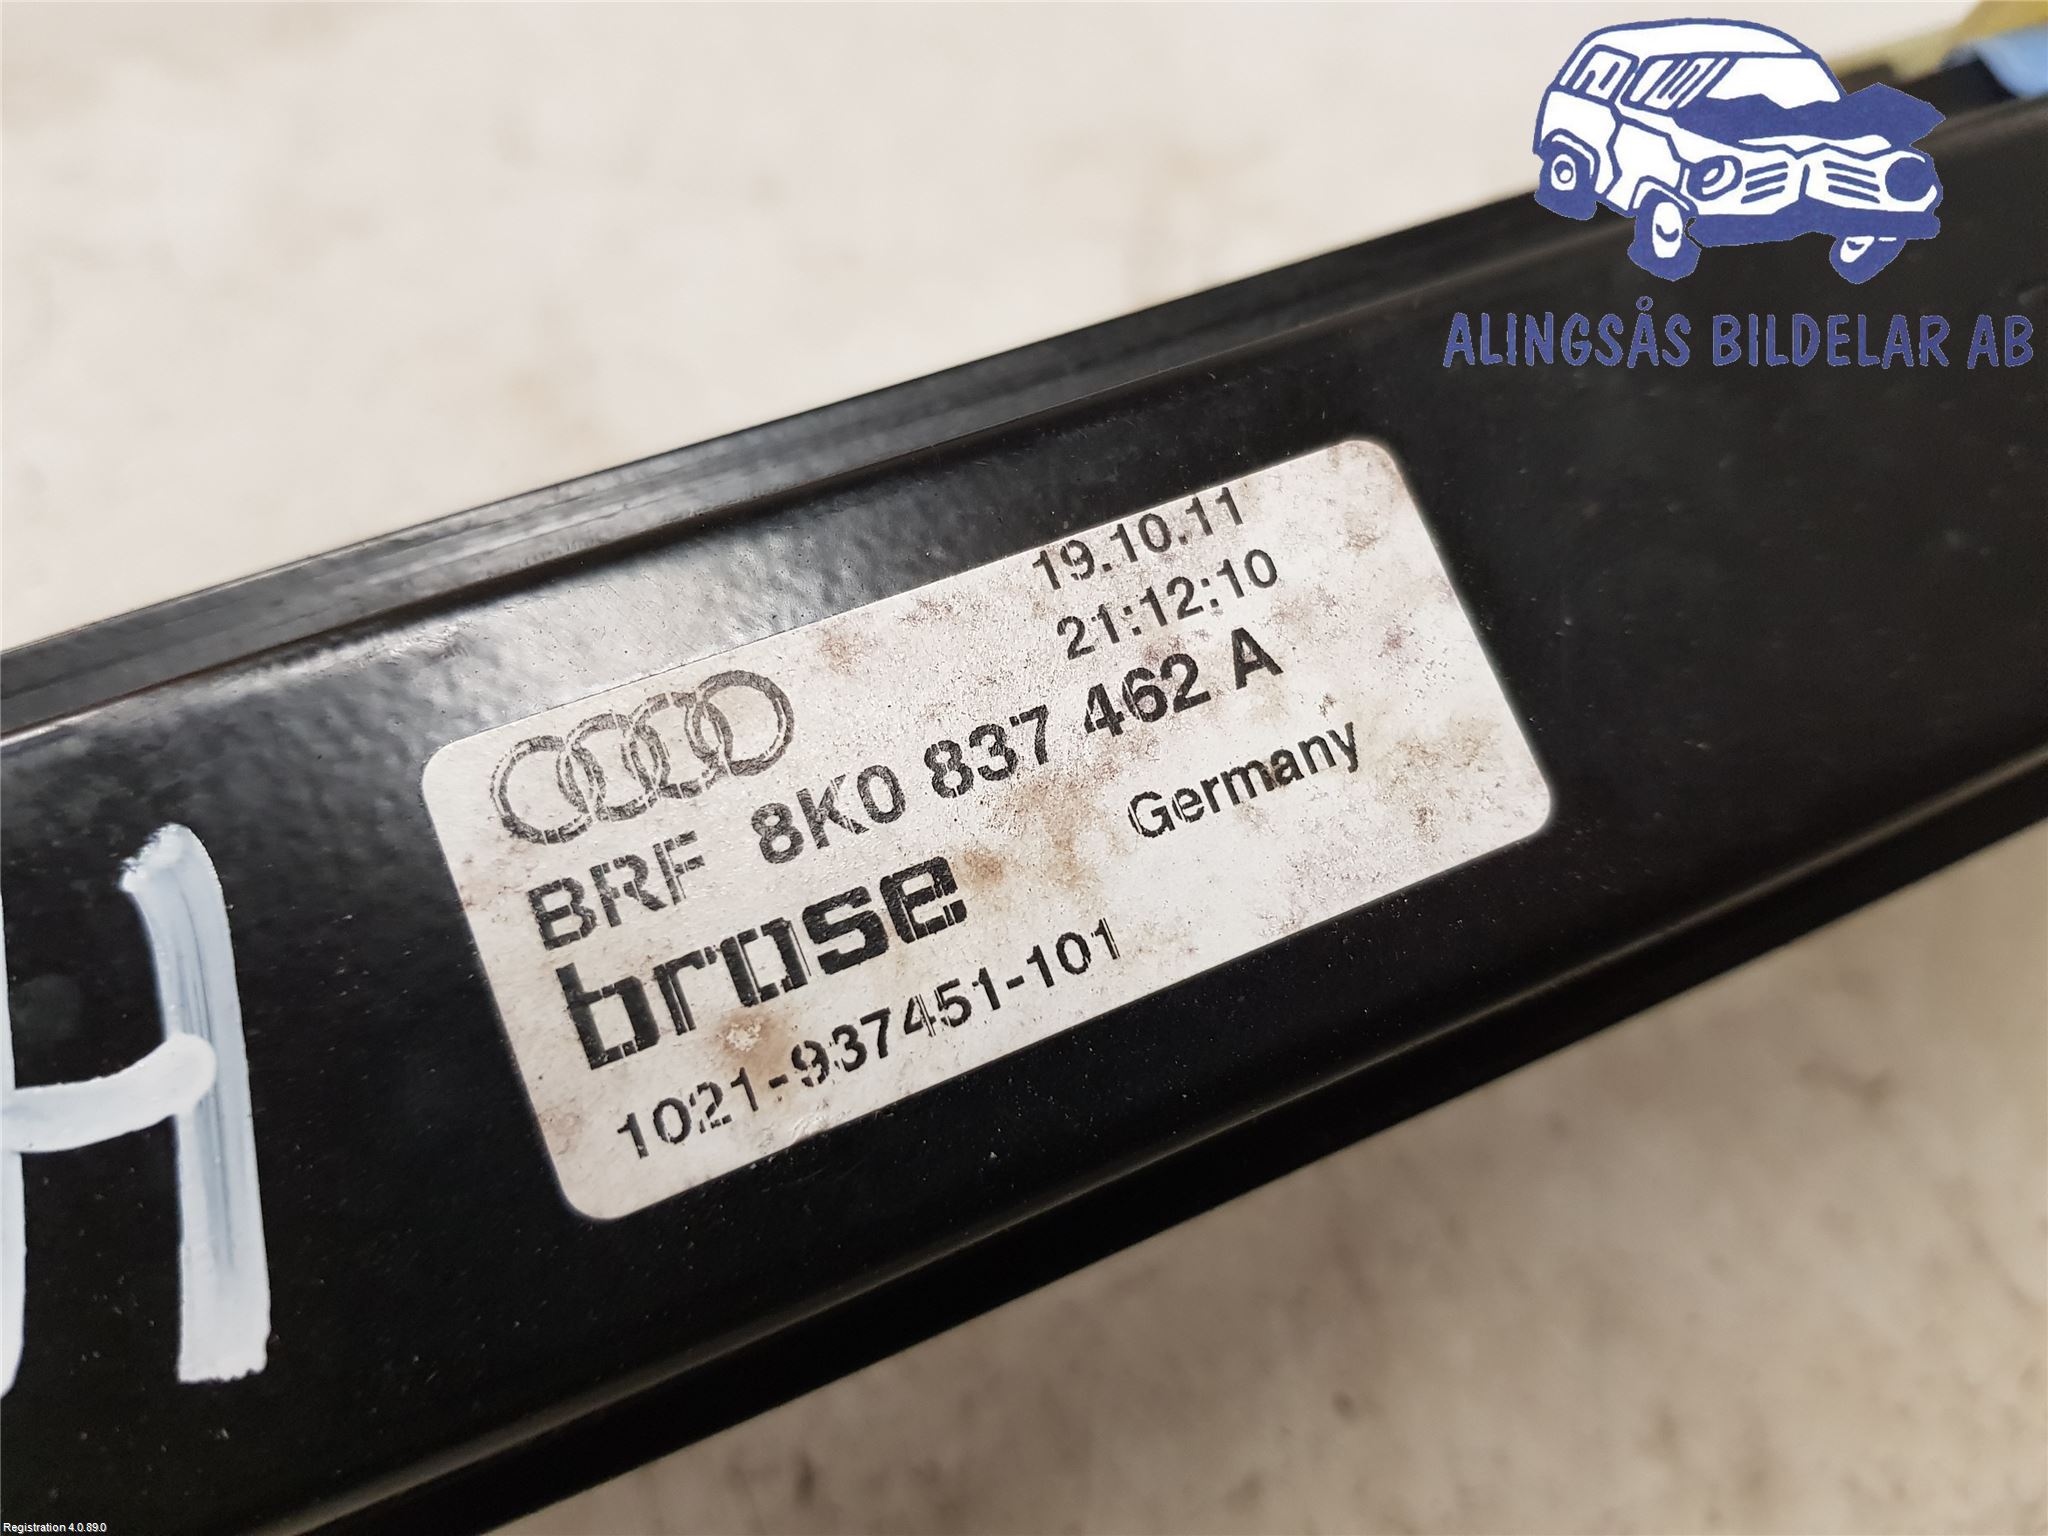 ALINGSÅS BILDELAR AB
19.10.11
21:12:10
BRF 8K0 837 462 A
brose Germany
1021-937451-101
H
Registration 4.0.89.0